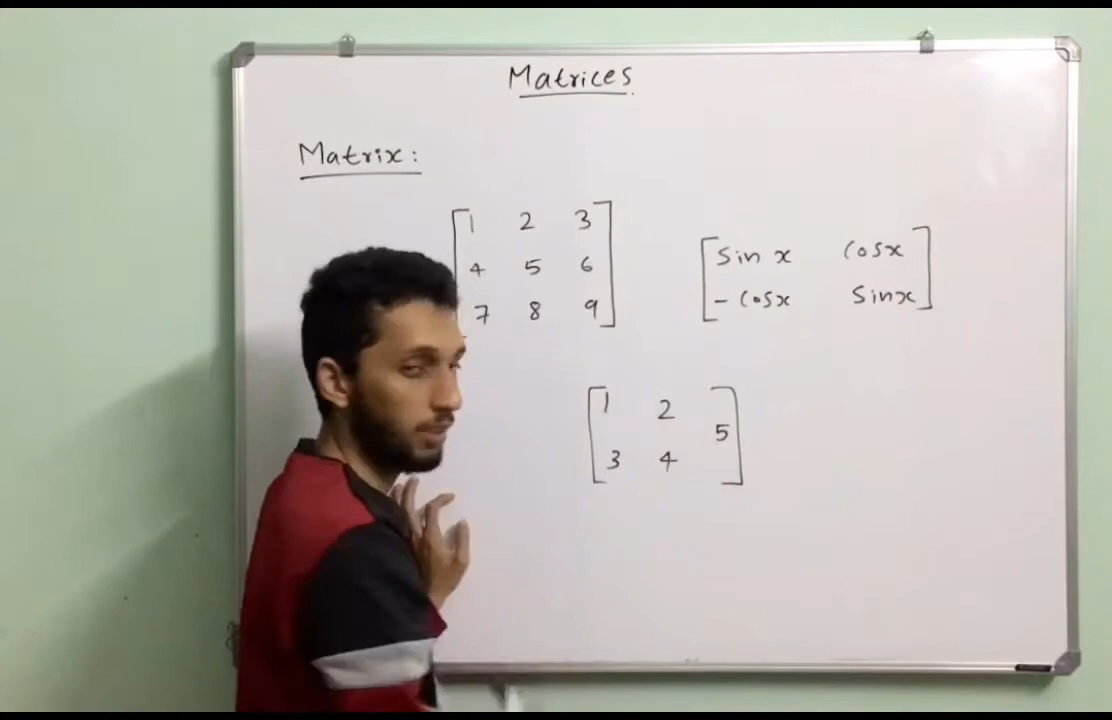 Matrices
Matrix:
1 2 3
4 5 6
7 8 9
sin x cosx
- cosx sinx
1 2
5
3 4